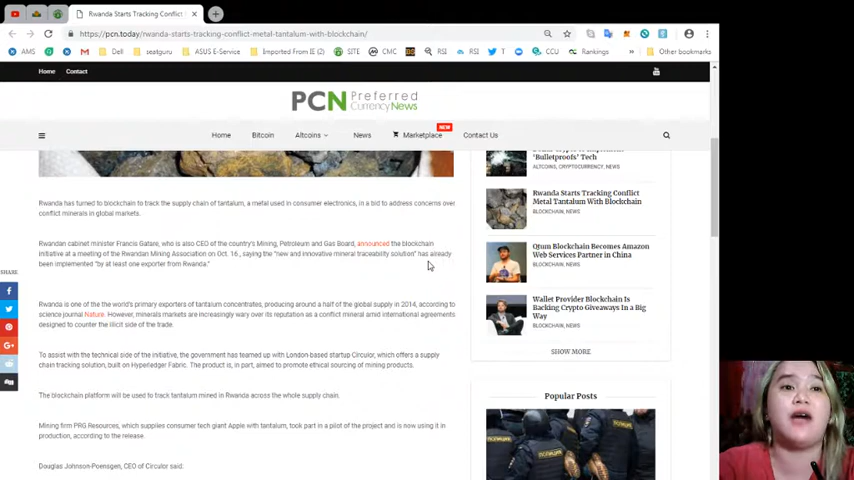 Rwanda Starts Tracking Conflict
https://pcn.today/rwanda-starts-tracking-conflict-metal-tantalum-with-blockchain/
AMS
Dell
seatguru
ASUS E-Service
Imported From IE (2)
SITE
CMC
RSI
RSI
T
CCU
Rankings
»
Other bookmarks
Home
Contact
PCN Preferred
Currency News
Home
Bitcoin
Altcoins
News
Marketplace
NEW
Contact Us
'Bulletproofs' Tech
ALTCOINS, CRYPTOCURRENCY, NEWS
Rwanda has turned to blockchain to track the supply chain of tantalum, a metal used in consumer electronics, in a bid to address concerns over
conflict minerals in global markets.
Rwandan cabinet minister Francis Gatare, who is also CEO of the country's Mining, Petroleum and Gas Board, announced the blockchain
initiative at a meeting of the Rwandan Mining Association on Oct. 16., saying the "new and innovative mineral traceability solution" has already
been implemented "by at least one exporter from Rwanda."
Rwanda is one of the the world's primary exporters of tantalum concentrates, producing around a half of the global supply in 2014, according to
science journal Nature. However, minerals markets are increasingly wary over its reputation as a conflict mineral amid international agreements
designed to counter the illicit side of the trade.
To assist with the technical side of the initiative, the government has teamed up with London-based startup Circulor, which offers a supply
chain tracking solution, built on Hyperledger Fabric. The product is, in part, aimed to promote ethical sourcing of mining products.
The blockchain platform will be used to track tantalum mined in Rwanda across the whole supply chain.
Mining firm PRG Resources, which supplies consumer tech giant Apple with tantalum, took part in a pilot of the project and is now using it in
production, according to the release.
Douglas Johnson-Poensgen, CEO of Circulor said:
Rwanda Starts Tracking Conflict
Metal Tantalum With Blockchain
BLOCKCHAIN, NEWS
Qtum Blockchain Becomes Amazon
Web Services Partner in China
BLOCKCHAIN, NEWS
Wallet Provider Blockchain Is
Backing Crypto Giveaways In a Big
Way
BLOCKCHAIN, NEWS
SHOW MORE
Popular Posts
SHARE